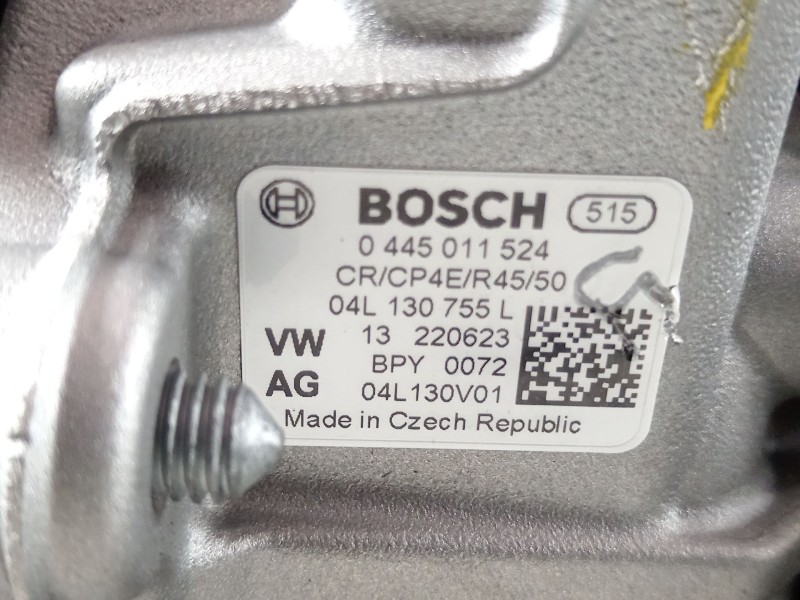 BOSCH 515
0 445 011 524
CR/CP4E/R45/50
04L 130 755 L
VW 13 220623
BPY 0072
AG 04L130V01
Made in Czech Republic